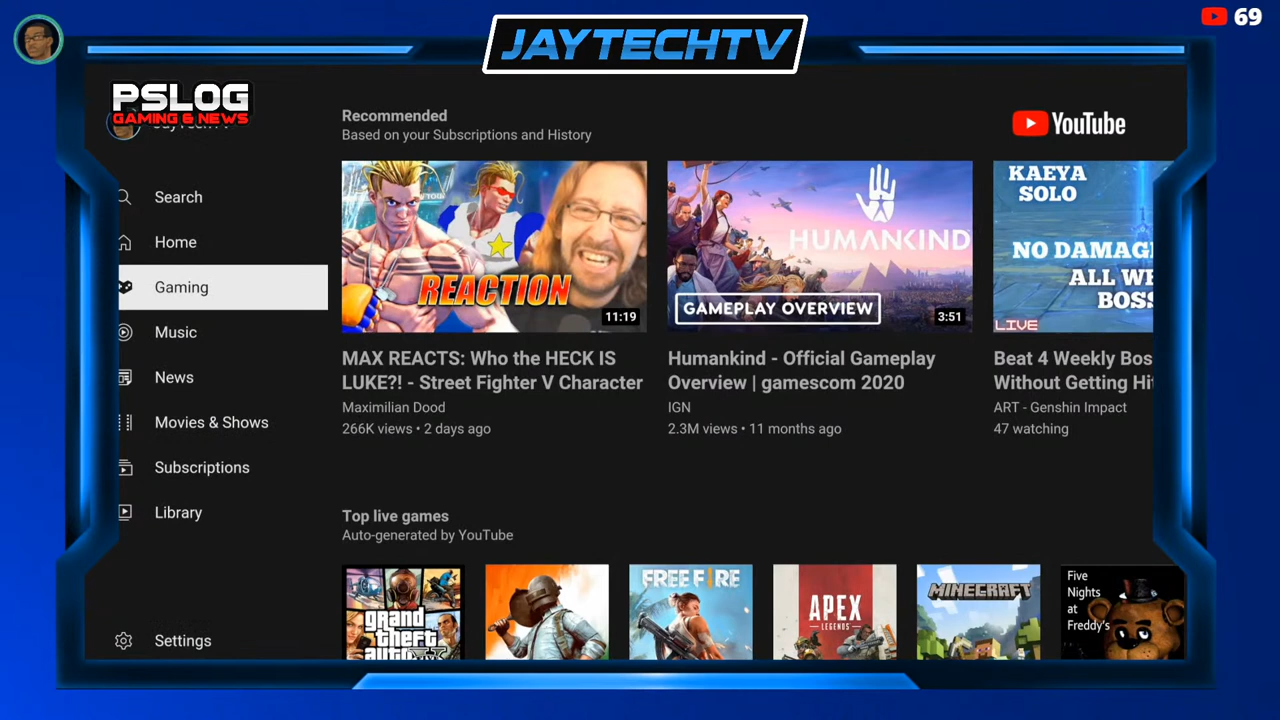 69
JAYTECHTV
PSLOG
GAMING & NEWS
Search
Home
Gaming
Music
News
Movies & Shows
Subscriptions
Library
Settings
Recommended
Based on your Subscriptions and History
YouTube
REACTION
11:19
MAX REACTS: Who the HECK IS
LUKE?! - Street Fighter V Character
Maximilian Dood
266K views • 2 days ago
HUMANKIND
GAMEPLAY OVERVIEW
3:51
Humankind - Official Gameplay
Overview | gamescom 2020
IGN
2.3M views • 11 months ago
KAEYA
SOLO
NO DAMAG
ALL WE
BOSS
LIVE
Beat 4 Weekly Bos
Without Getting Hi
ART - Genshin Impact
47 watching
Top live games
Auto-generated by YouTube
grand
theft
auto
FREE FIRE
APEX
LEGENDS
MINECRAFT
Five
Nights
at
Freddy's